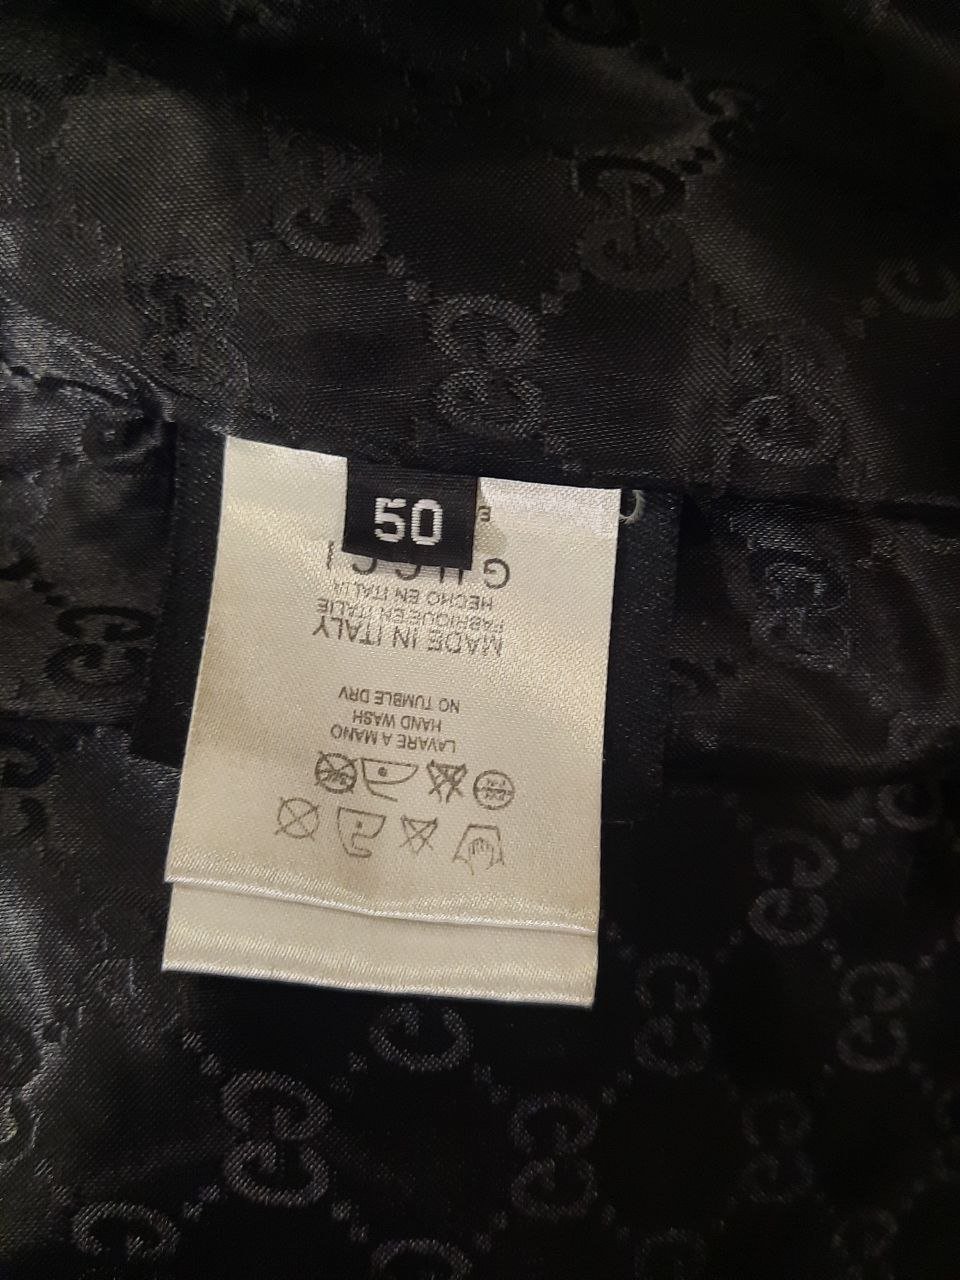 50
LAVARE A MANO
HAND WASH
NO TUMBLE DRY
MADE IN ITALY
FABRIQUE EN ITALIE
HECHO EN ITALIA
GUCCI